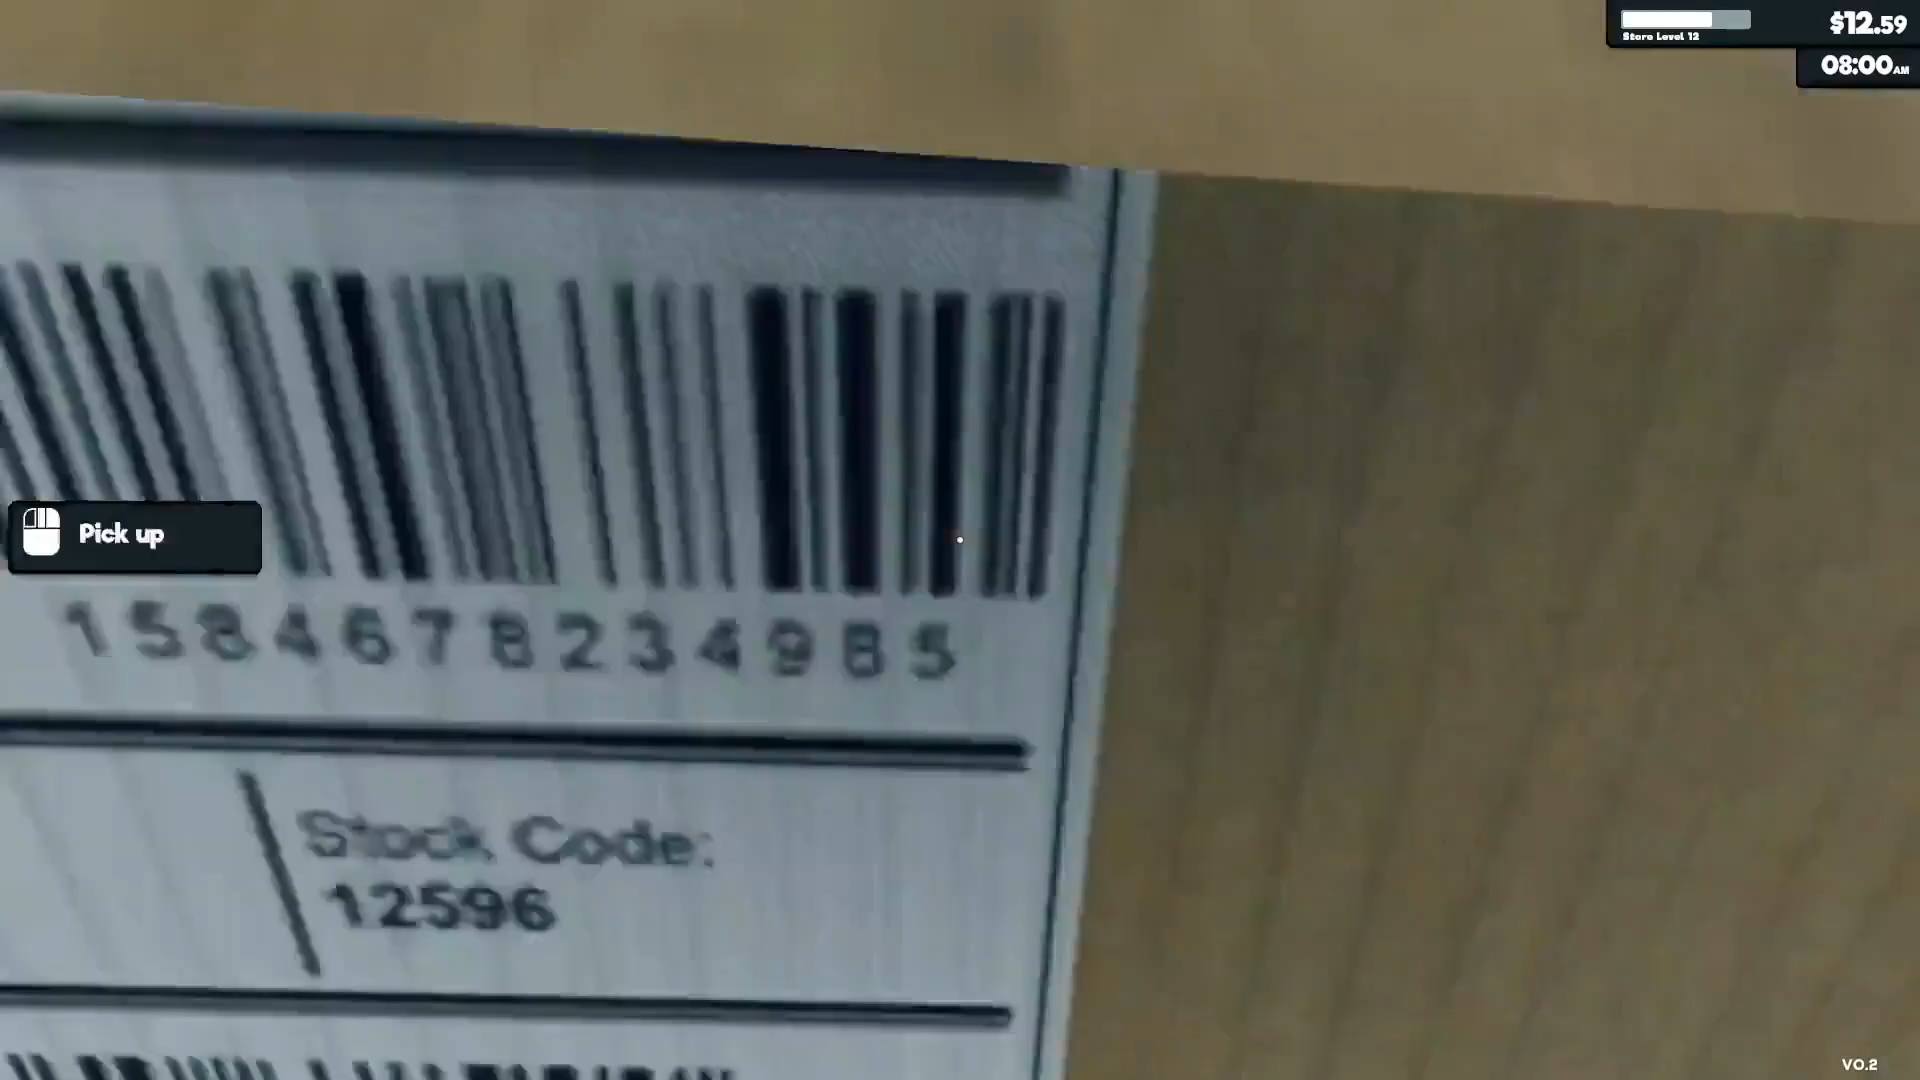 $12.59
Store Level 12
08:00AM
Pick up
1584678234985
Stock Code:
12596
V0.2